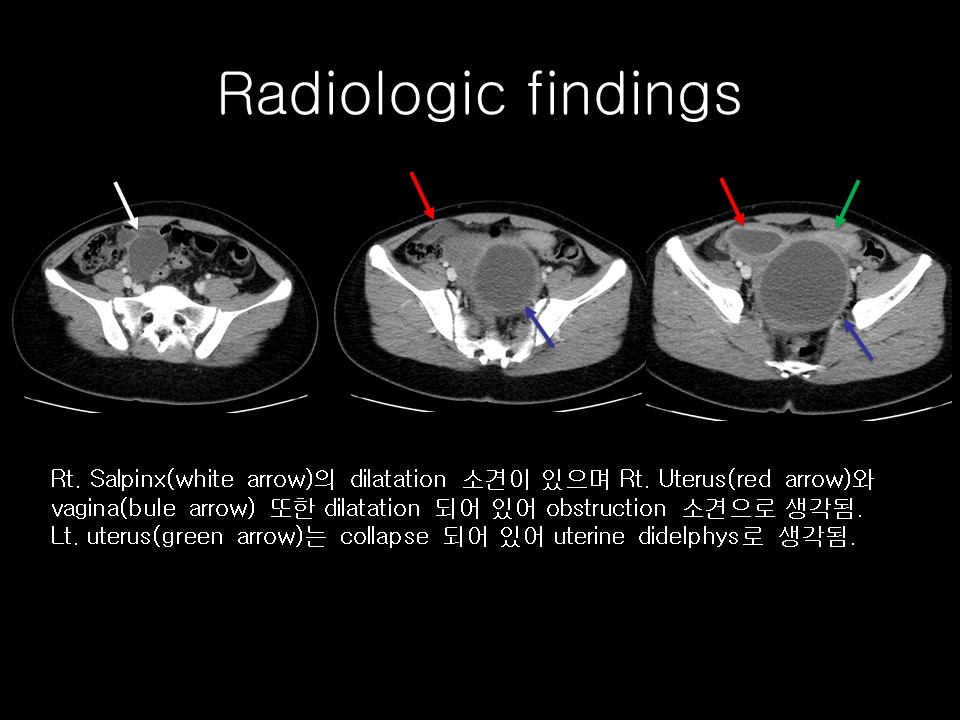 Radiologic findings
Rt. Salpinx(white arrow)의 dilatation 소견이 있으며 Rt. Uterus(red arrow)와
vagina(bule arrow) 또한 dilatation 되어 있어 obstruction 소견으로 생각됨.
Lt. uterus(green arrow)는 collapse 되어 있어 uterine didelphys로 생각됨.